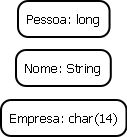 Pessoa: long
Nome: String
Empresa: char(14)